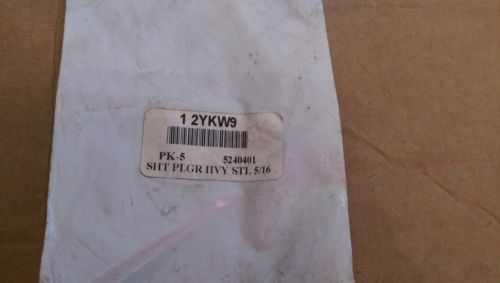 1 2YKW9
PK-5 5240401
SHT PLGR HVY STL 5/16